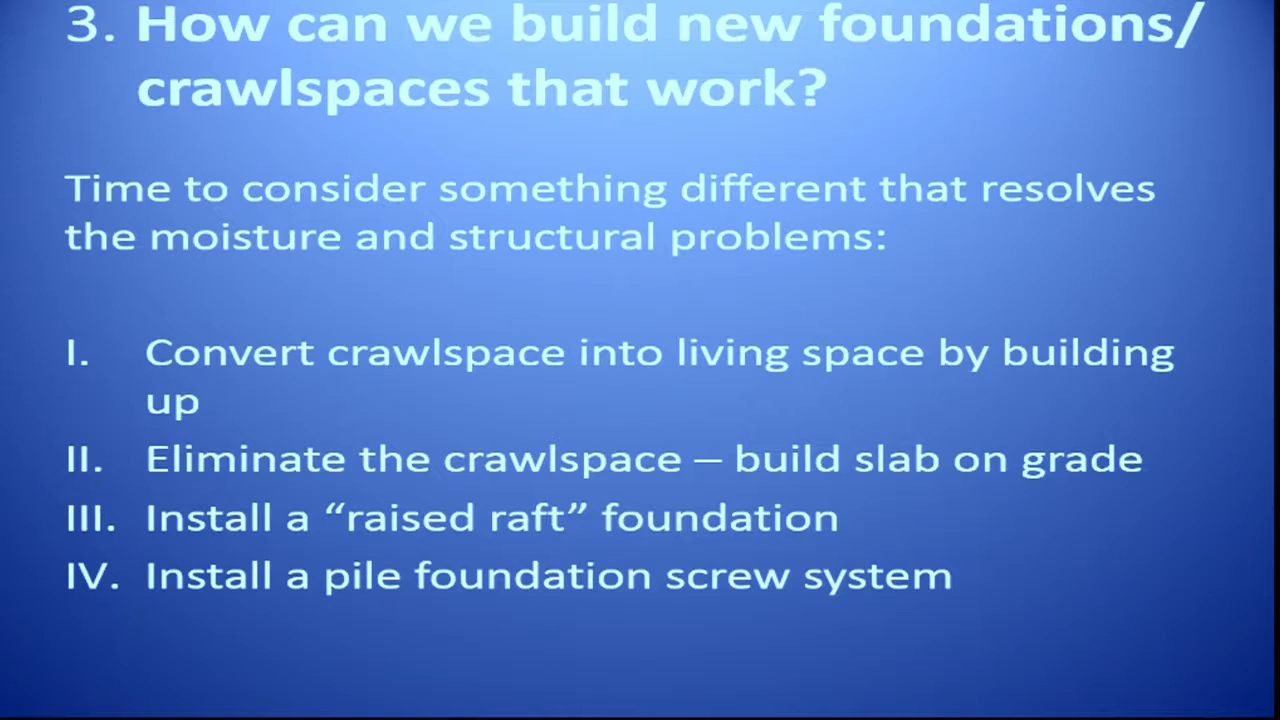 3. How can we build new foundations/
crawlspaces that work?
Time to consider something different that resolves
the moisture and structural problems:
I. Convert crawlspace into living space by building
up
II. Eliminate the crawlspace – build slab on grade
III. Install a “raised raft” foundation
IV. Install a pile foundation screw system